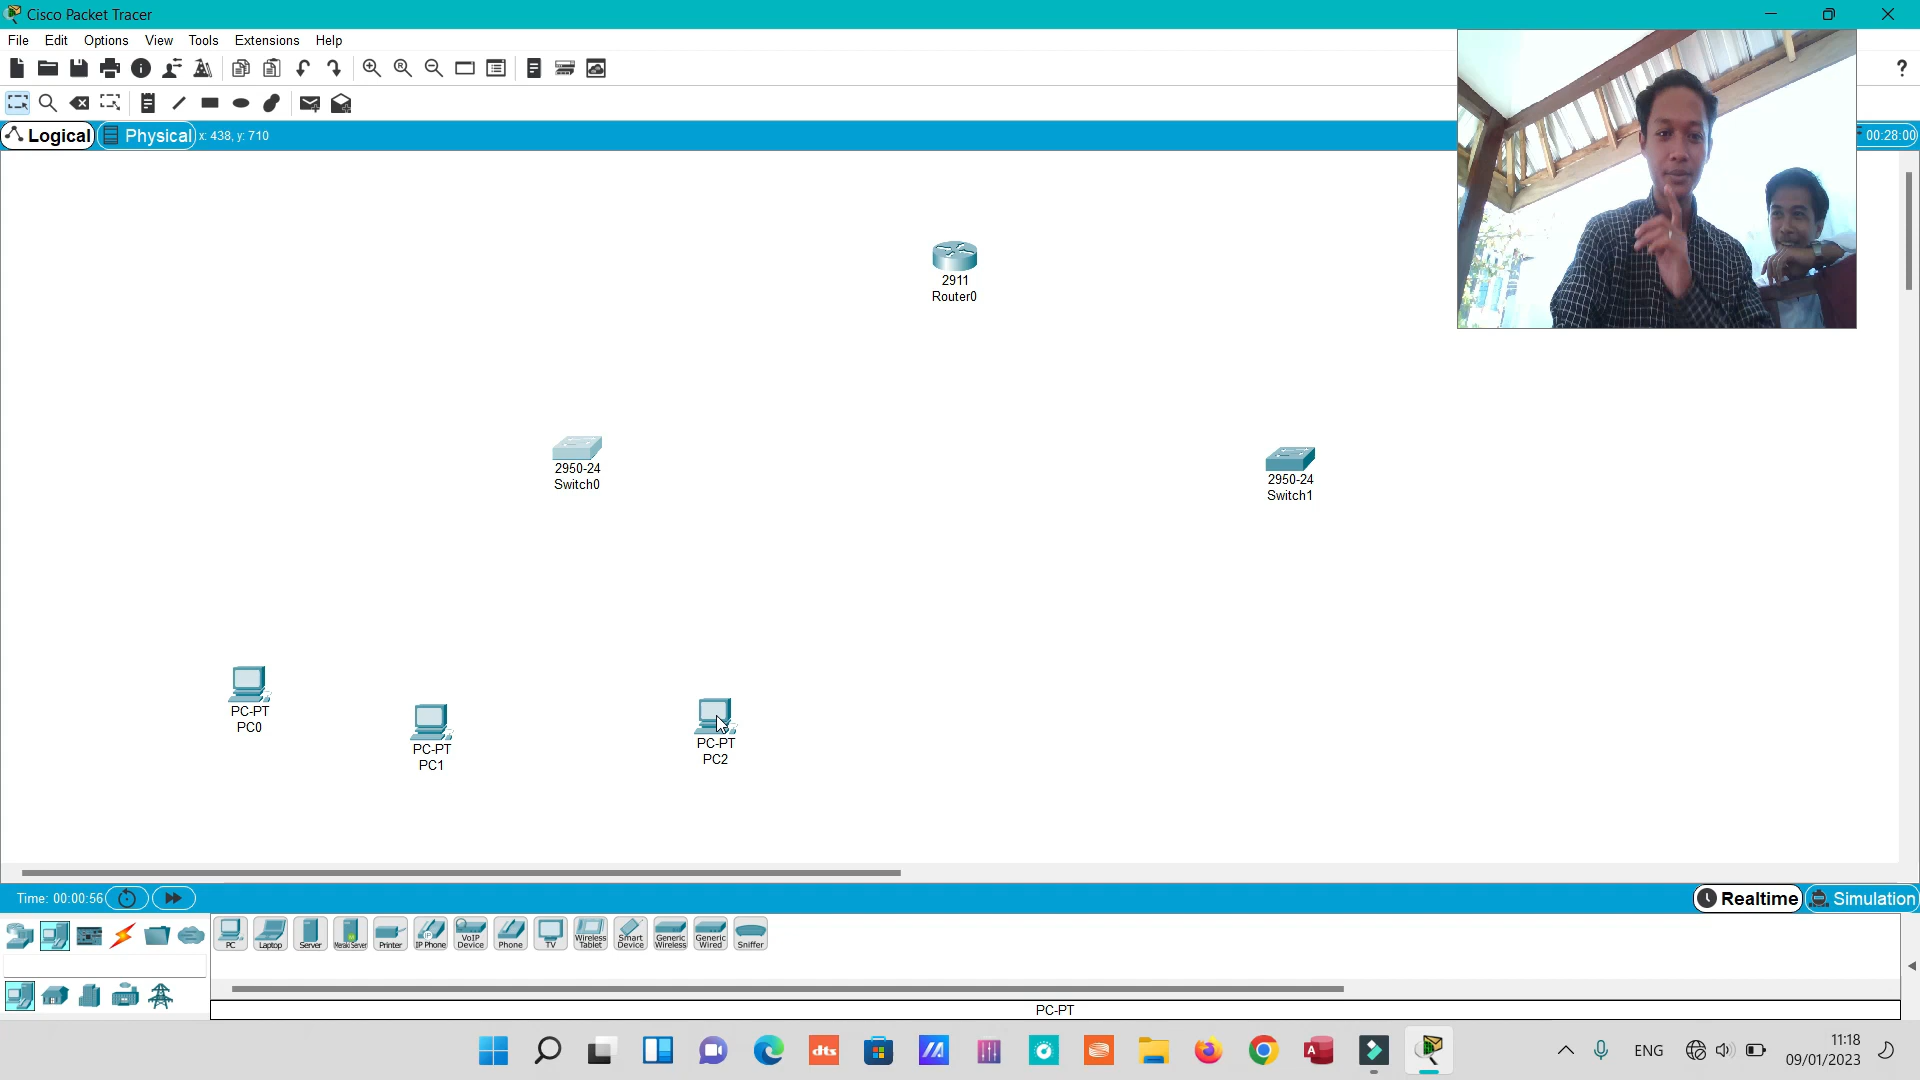 Cisco Packet Tracer
File Edit Options View Tools Extensions Help
?
Logical Physical x: 438, y: 710 00:28:00
2911
Router0
2950-24
Switch0
2950-24
Switch1
PC-PT
PC0
PC-PT
PC1
PC-PT
PC2
Time: 00:00:56 Realtime Simulation
PC Laptop Server Meraki Server Printer IP Phone VoIP Device Phone TV Wireless Tablet Smart Device Generic Wireless Generic Wired Sniffer
PC-PT
dts A ENG 11:18
09/01/2023